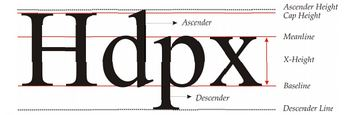 Ascender Height
Cap Height
Ascender
Meanline
Hdpx
X-Height
Baseline
Descender
Descender Line